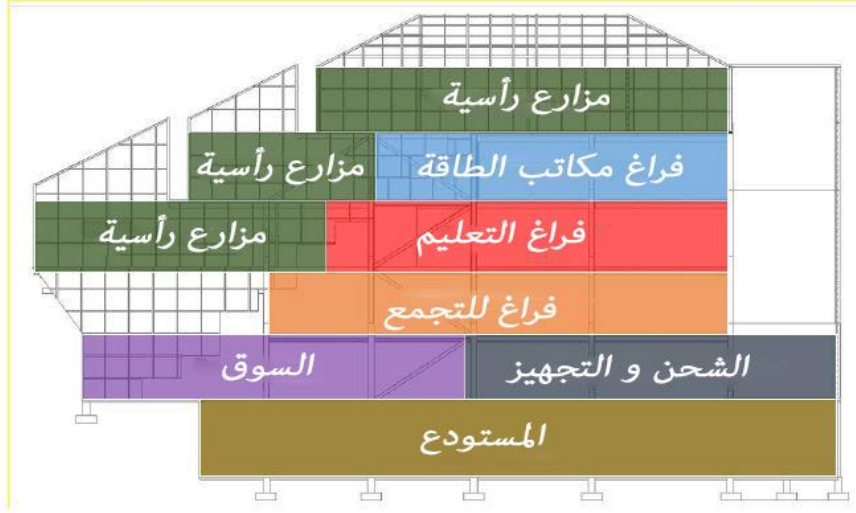 مزارع رأسية
مزارع رأسية
فراغ مكاتب الطاقة
مزارع رأسية
فراغ التعليم
فراغ للتجمع
السوق
الشحن و التجهيز
المستودع